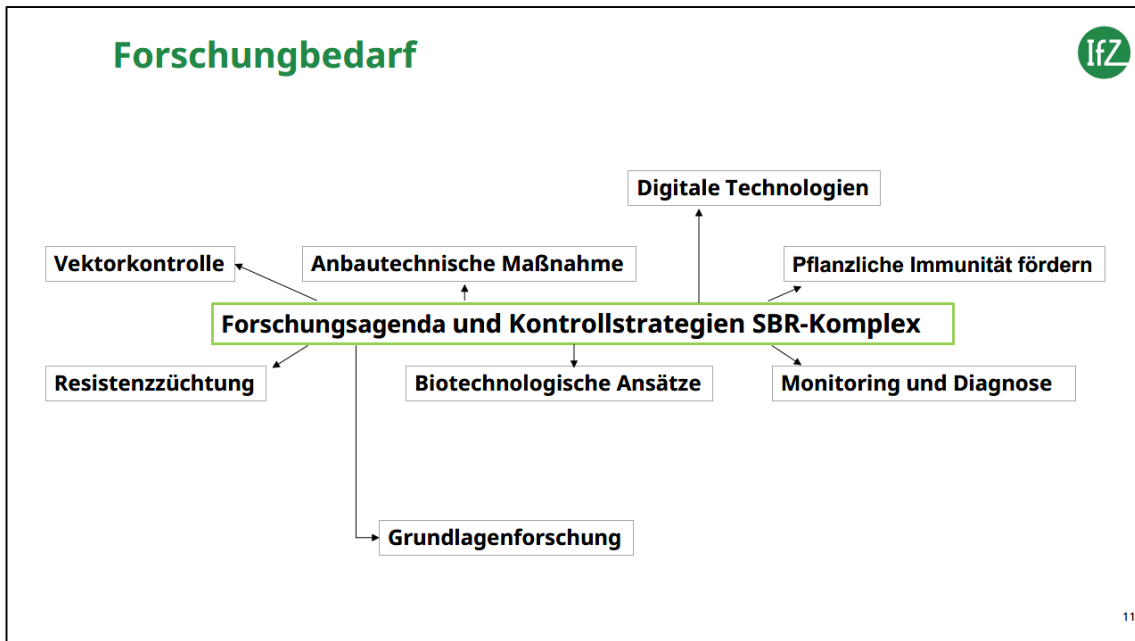 Forschungbedarf
IfZ
Digitale Technologien
Vektorkontrolle
Anbautechnische Maßnahme
Pflanzliche Immunität fördern
Forschungsagenda und Kontrollstrategien SBR-Komplex
Resistenzzüchtung
Biotechnologische Ansätze
Monitoring und Diagnose
Grundlagenforschung
11